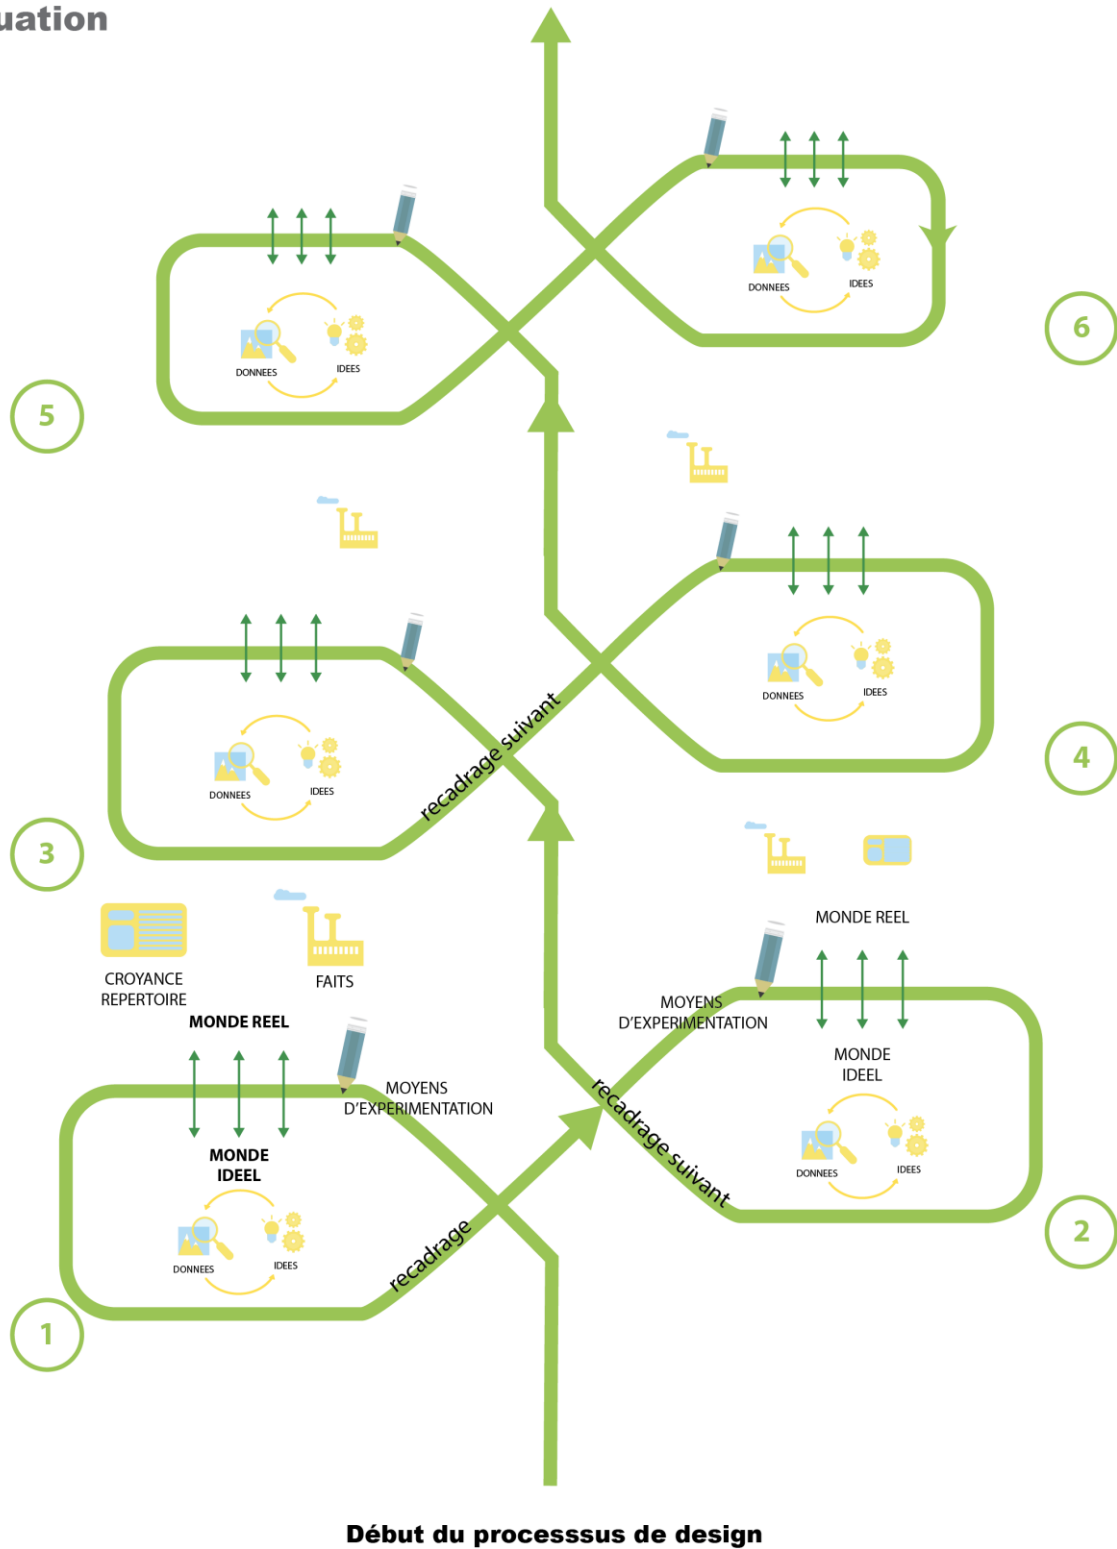 uation
DONNEES
IDEES
6
DONNEES
IDEES
5
recadrage suivant
DONNEES
IDEES
4
DONNEES
IDEES
3
CROYANCE
REPERTOIRE
FAITS
MONDE REEL
MONDE REEL
MOYENS
D'EXPERIMENTATION
MONDE
IDEEL
MOYENS
D'EXPERIMENTATION
MONDE
IDEEL
recadrage suivant
DONNEES
IDEES
2
recadrage
DONNEES
IDEES
1
Début du processsus de design